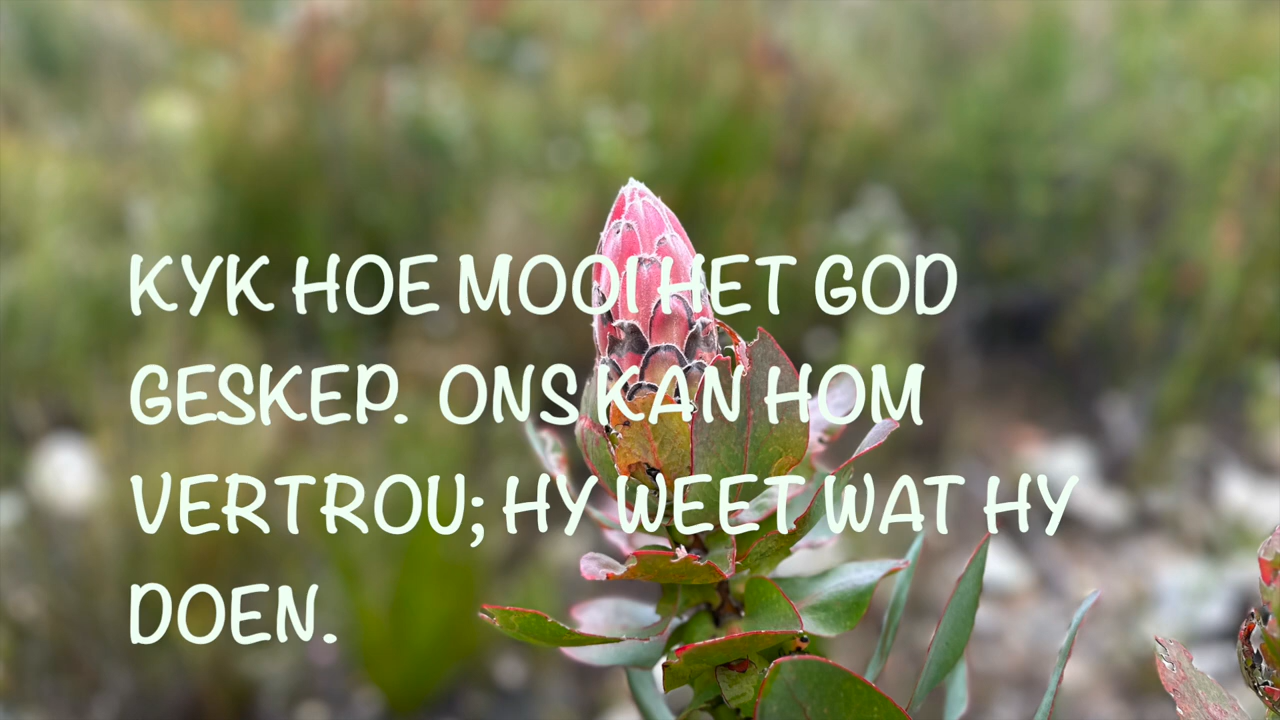 KYK HOE MOOI HET GOD
GESKEP. ONS KAN HOM
VERTROU; HY WEET WAT HY
DOEN.